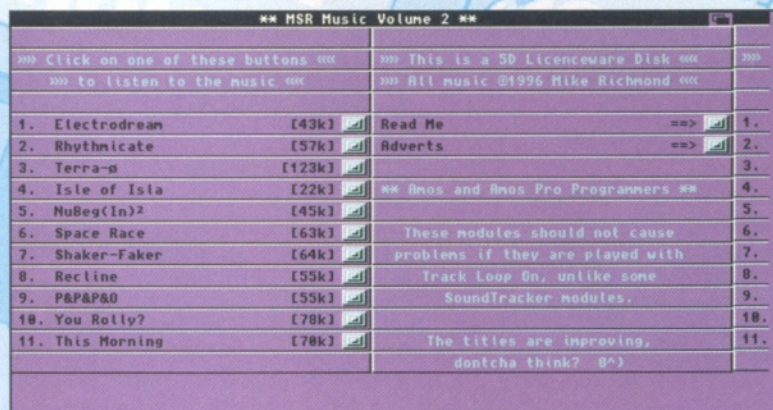 ** MSR Music Volume 2 **
»»» Click on one of these buttons «««
»»» to listen to the music «««
1. Electrodream [43k]
2. Rhythmicate [57k]
3. Terra-ø [123k]
4. Isle of Isla [22k]
5. NuBeg(In)² [45k]
6. Space Race [63k]
7. Shaker-Faker [64k]
8. Recline [55k]
9. P&P&P&O [55k]
10. You Rolly? [78k]
11. This Morning [70k]
»»» This is a 5D Licenceware Disk «««
»»» All music ©1996 Mike Richmond «««
Read Me ==>
Adverts ==>
** Amos and Amos Pro Programmers **
These modules should not cause
problems if they are played with
Track Loop On, unlike some
SoundTracker modules.
The titles are improving,
dontcha think? 8^)
»»»
1.
2.
3.
4.
5.
6.
7.
8.
9.
10.
11.